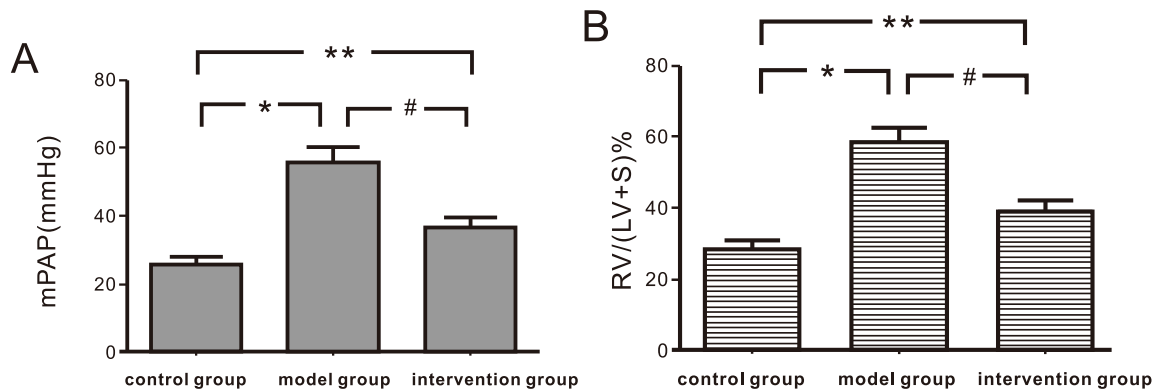 A
**
* #
mPAP(mmHg)
80
60
40
20
0
control group model group intervention group
B
**
* #
RV/(LV+S)%
80
60
40
20
0
control group model group intervention group